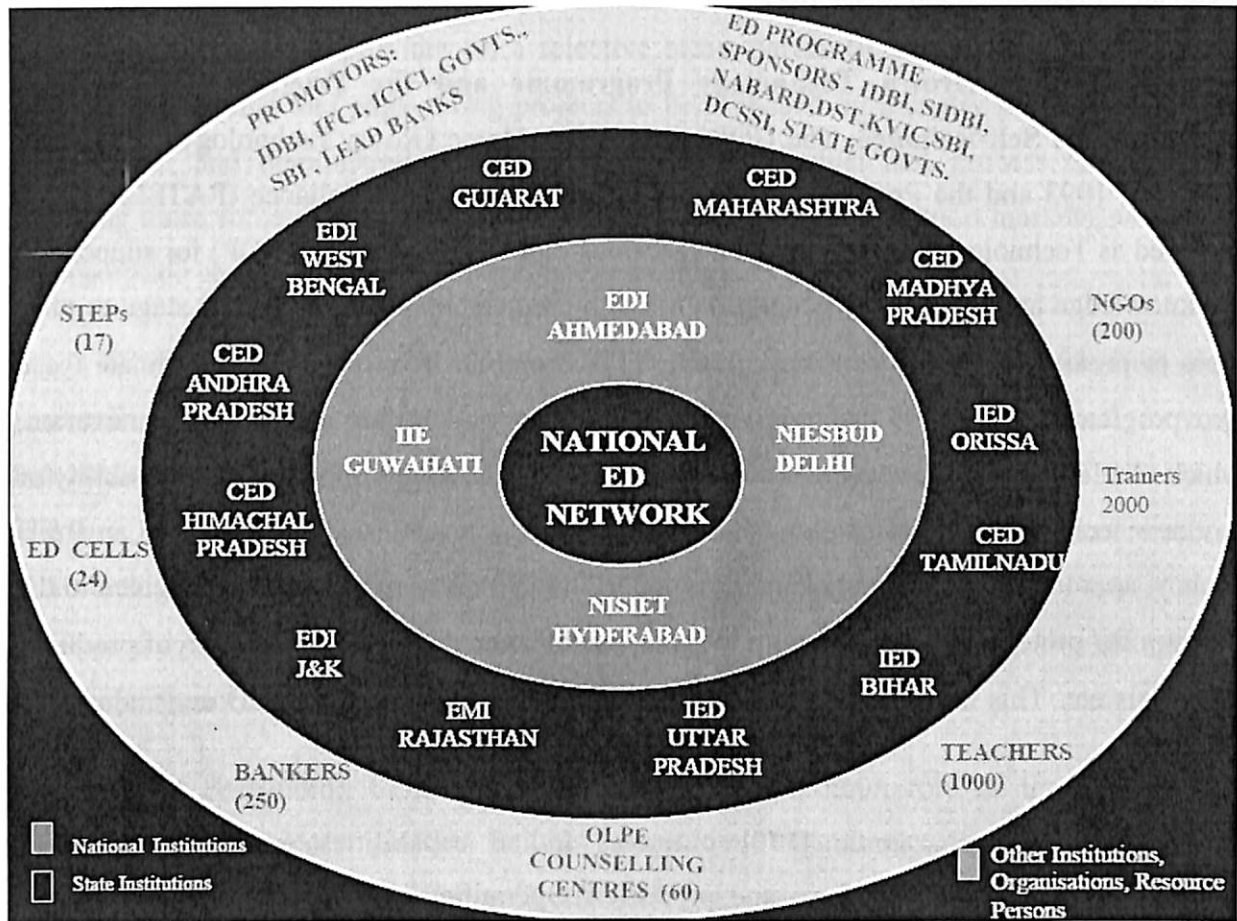 PROMOTORS:
IDBI, IFCI, ICICI, GOVTS.,
SBI , LEAD BANKS
ED PROGRAMME
SPONSORS - IDBI, SIDBI,
NABARD,DST,KVIC,SBI,
DCSSI, STATE GOVTS.
CED
GUJARAT
CED
MAHARASHTRA
EDI
WEST
BENGAL
CED
MADHYA
PRADESH
EDI
AHMEDABAD
STEPs
(17)
NGOs
(200)
CED
ANDHRA
PRADESH
IED
ORISSA
IIE
GUWAHATI
NATIONAL
ED
NETWORK
NIESBUD
DELHI
Trainers
2000
CED
HIMACHAL
PRADESH
CED
TAMILNADU
ED CELLS
(24)
NISIET
HYDERABAD
EDI
J&K
IED
BIHAR
EMI
RAJASTHAN
IED
UTTAR
PRADESH
BANKERS
(250)
TEACHERS
(1000)
OLPE
COUNSELLING
CENTRES (60)
National Institutions
State Institutions
Other Institutions,
Organisations, Resource
Persons